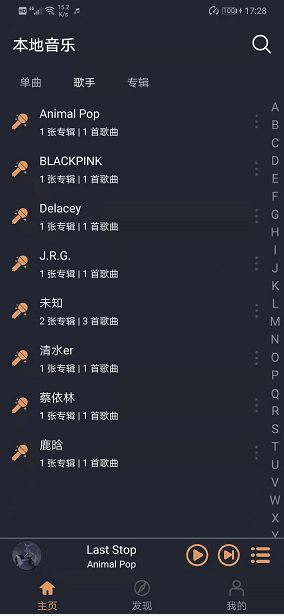 HD 4G 15.2 K/s 100 17:28
本地音乐
单曲 歌手 专辑
Animal Pop
1 张专辑 | 1 首歌曲
BLACKPINK
1 张专辑 | 1 首歌曲
Delacey
1 张专辑 | 1 首歌曲
J.R.G.
1 张专辑 | 1 首歌曲
未知
2 张专辑 | 3 首歌曲
清水er
1 张专辑 | 1 首歌曲
蔡依林
1 张专辑 | 1 首歌曲
鹿晗
1 张专辑 | 1 首歌曲
A
B
C
D
E
F
G
H
I
J
K
L
M
N
O
P
Q
R
S
T
U
V
W
X
Last Stop
Animal Pop
主页 发现 我的